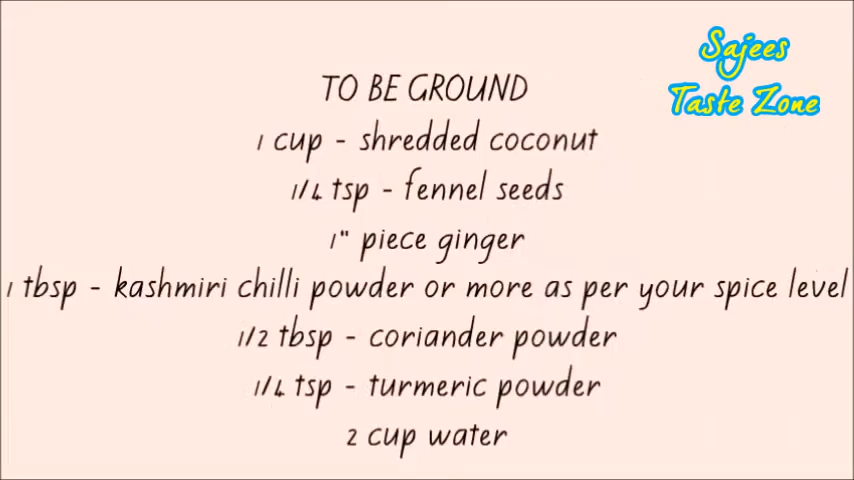 Sajees
Taste Zone
TO BE GROUND
1 cup - shredded coconut
1/4 tsp - fennel seeds
1" piece ginger
1 tbsp - kashmiri chilli powder or more as per your spice level
1/2 tbsp - coriander powder
1/4 tsp - turmeric powder
2 cup water